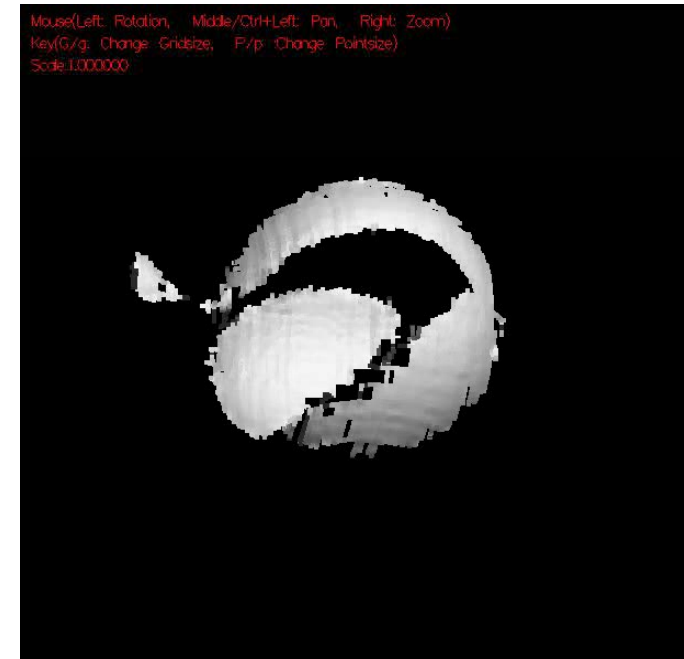 Mouse(Left: Rotation, Middle/Ctrl+Left: Pan, Right: Zoom)
Key(G/g: Change Gridsize, P/p :Change Pointsize)
Scale:1.000000